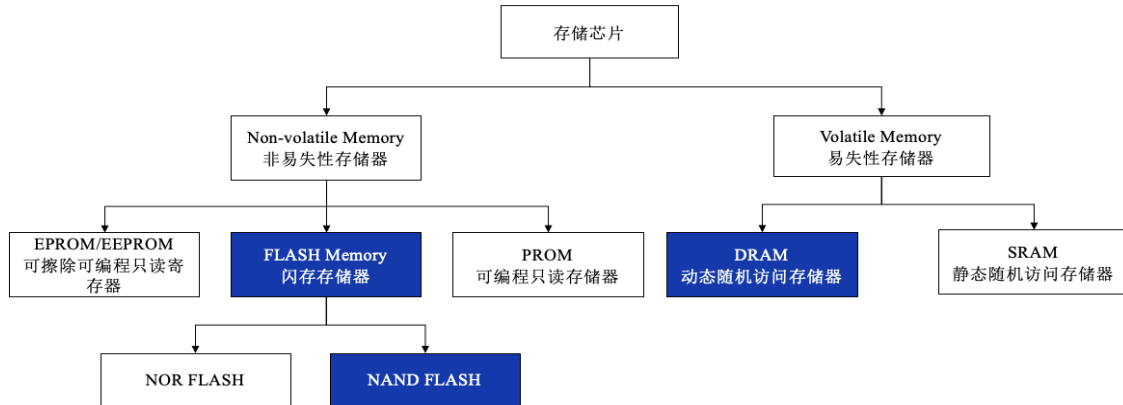 存储芯片
Non-volatile Memory
非易失性存储器
Volatile Memory
易失性存储器
EPROM/EEPROM
可擦除可编程只读寄
存器
FLASH Memory
闪存存储器
PROM
可编程只读存储器
DRAM
动态随机访问存储器
SRAM
静态随机访问存储器
NOR FLASH
NAND FLASH